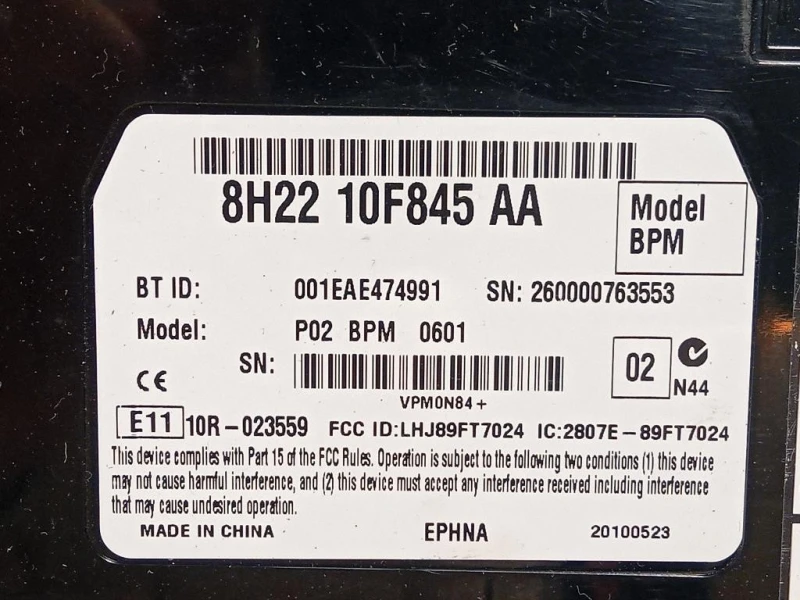 8H22 10F845 AA
Model
BPM
BT ID: 001EAE474991 SN: 260000763553
Model: P02 BPM 0601
SN:
02
N44
VPM0N84+
CE
E11 10R-023559 FCC ID:LHJ89FT7024 IC:2807E-89FT7024
This device complies with Part 15 of the FCC Rules. Operation is subject to the following two conditions (1) this device
may not cause harmful interference, and (2) this device must accept any interference received including interference
that may cause undesired operation.
MADE IN CHINA EPHNA 20100523